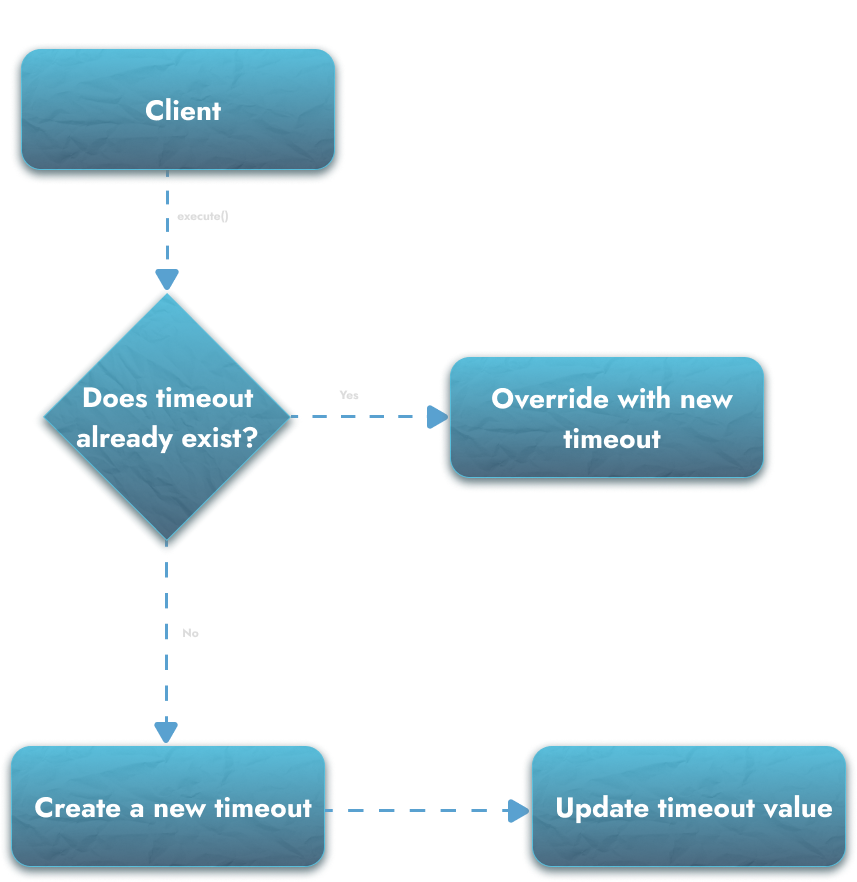 Client
execute()
Does timeout
already exist?
Yes
Override with new
timeout
No
Create a new timeout
Update timeout value